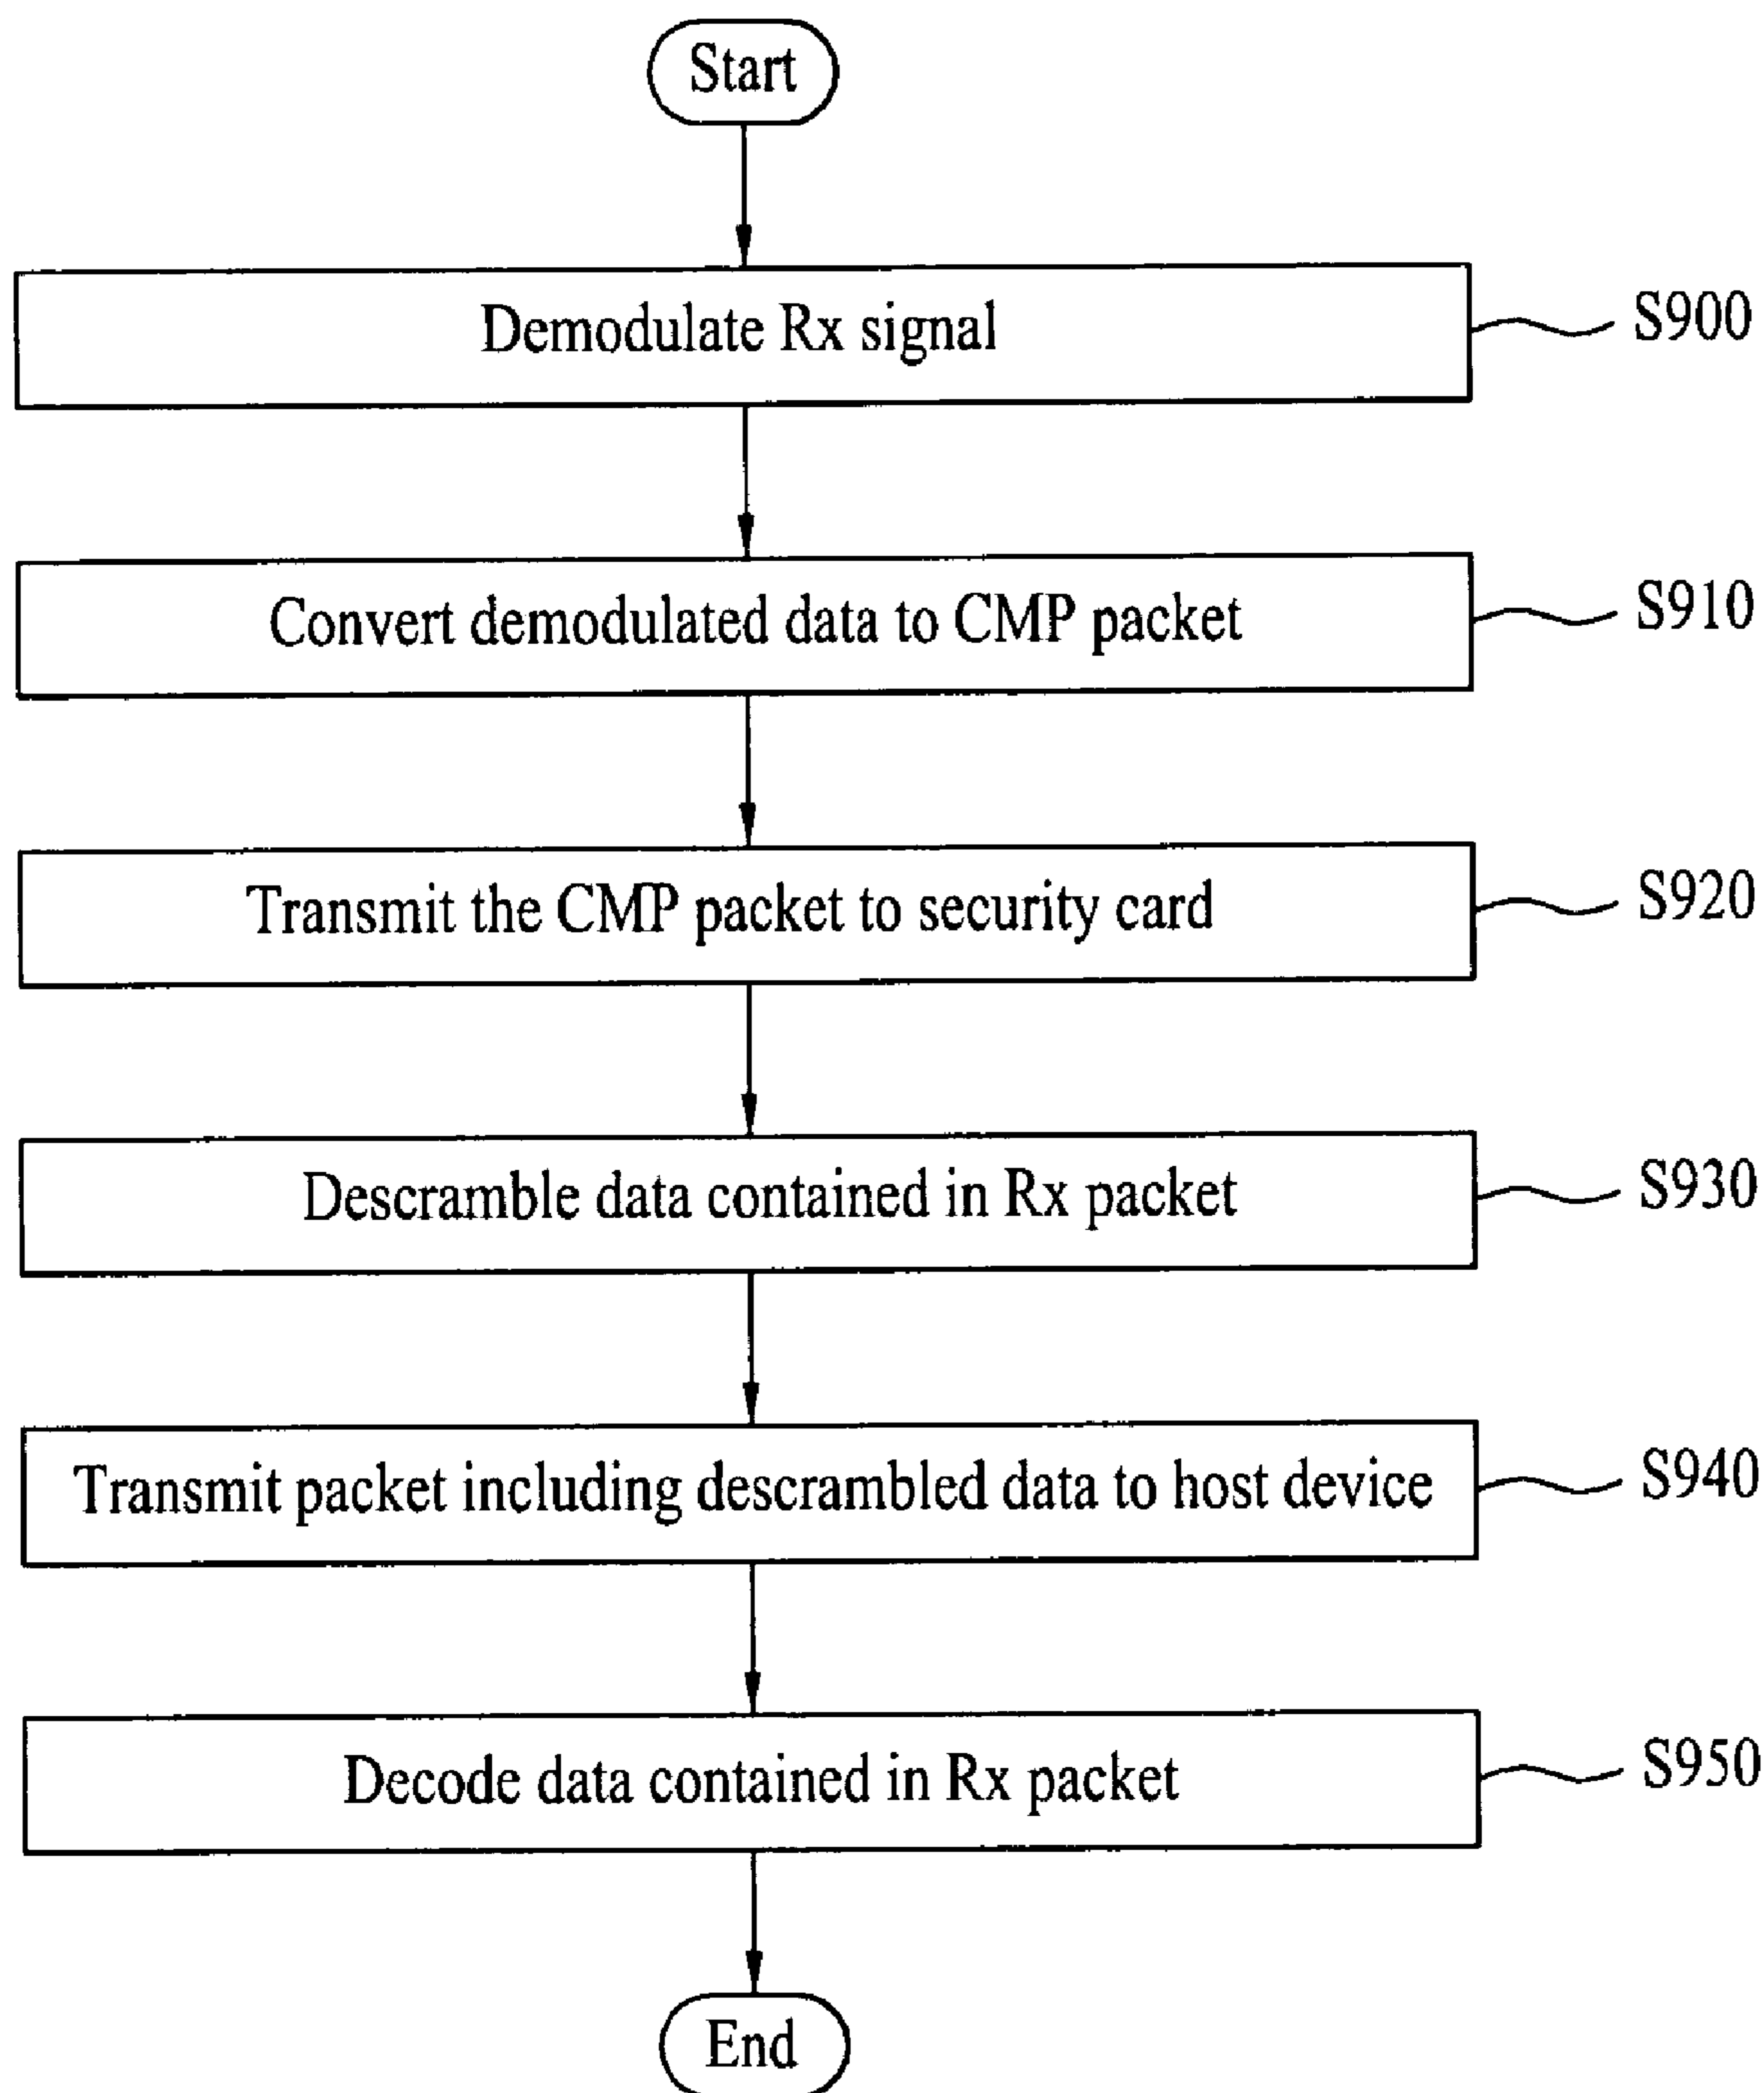 Start
Demodulate Rx signal
S900
Convert demodulated data to CMP packet
S910
Transmit the CMP packet to security card
S920
Descramble data contained in Rx packet
S930
Transmit packet including descrambled data to host device
S940
Decode data contained in Rx packet
S950
End